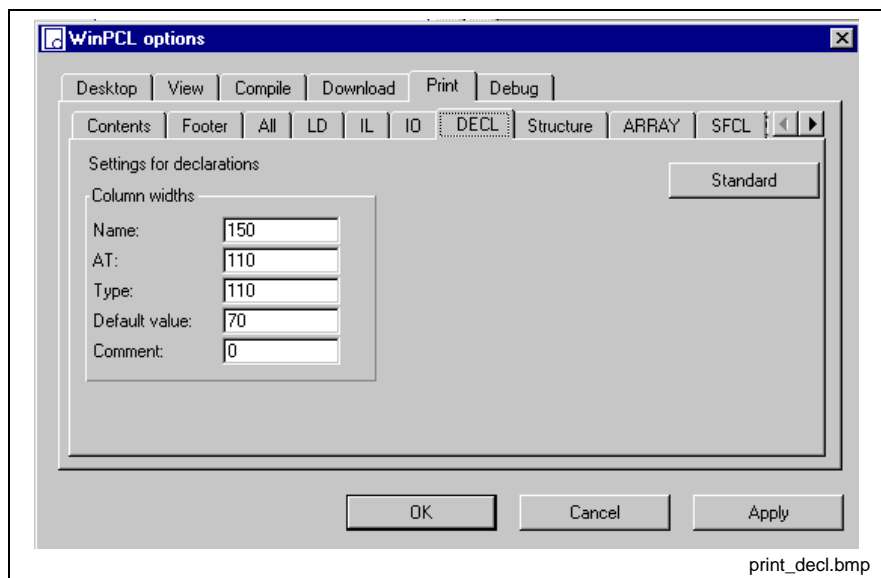 WinPCL options
Desktop View Compile Download Print Debug
Contents Footer All LD IL IO DECL Structure ARRAY SFCL
Settings for declarations
Standard
Column widths
Name: 150
AT: 110
Type: 110
Default value: 70
Comment: 0
OK Cancel Apply
print_decl.bmp